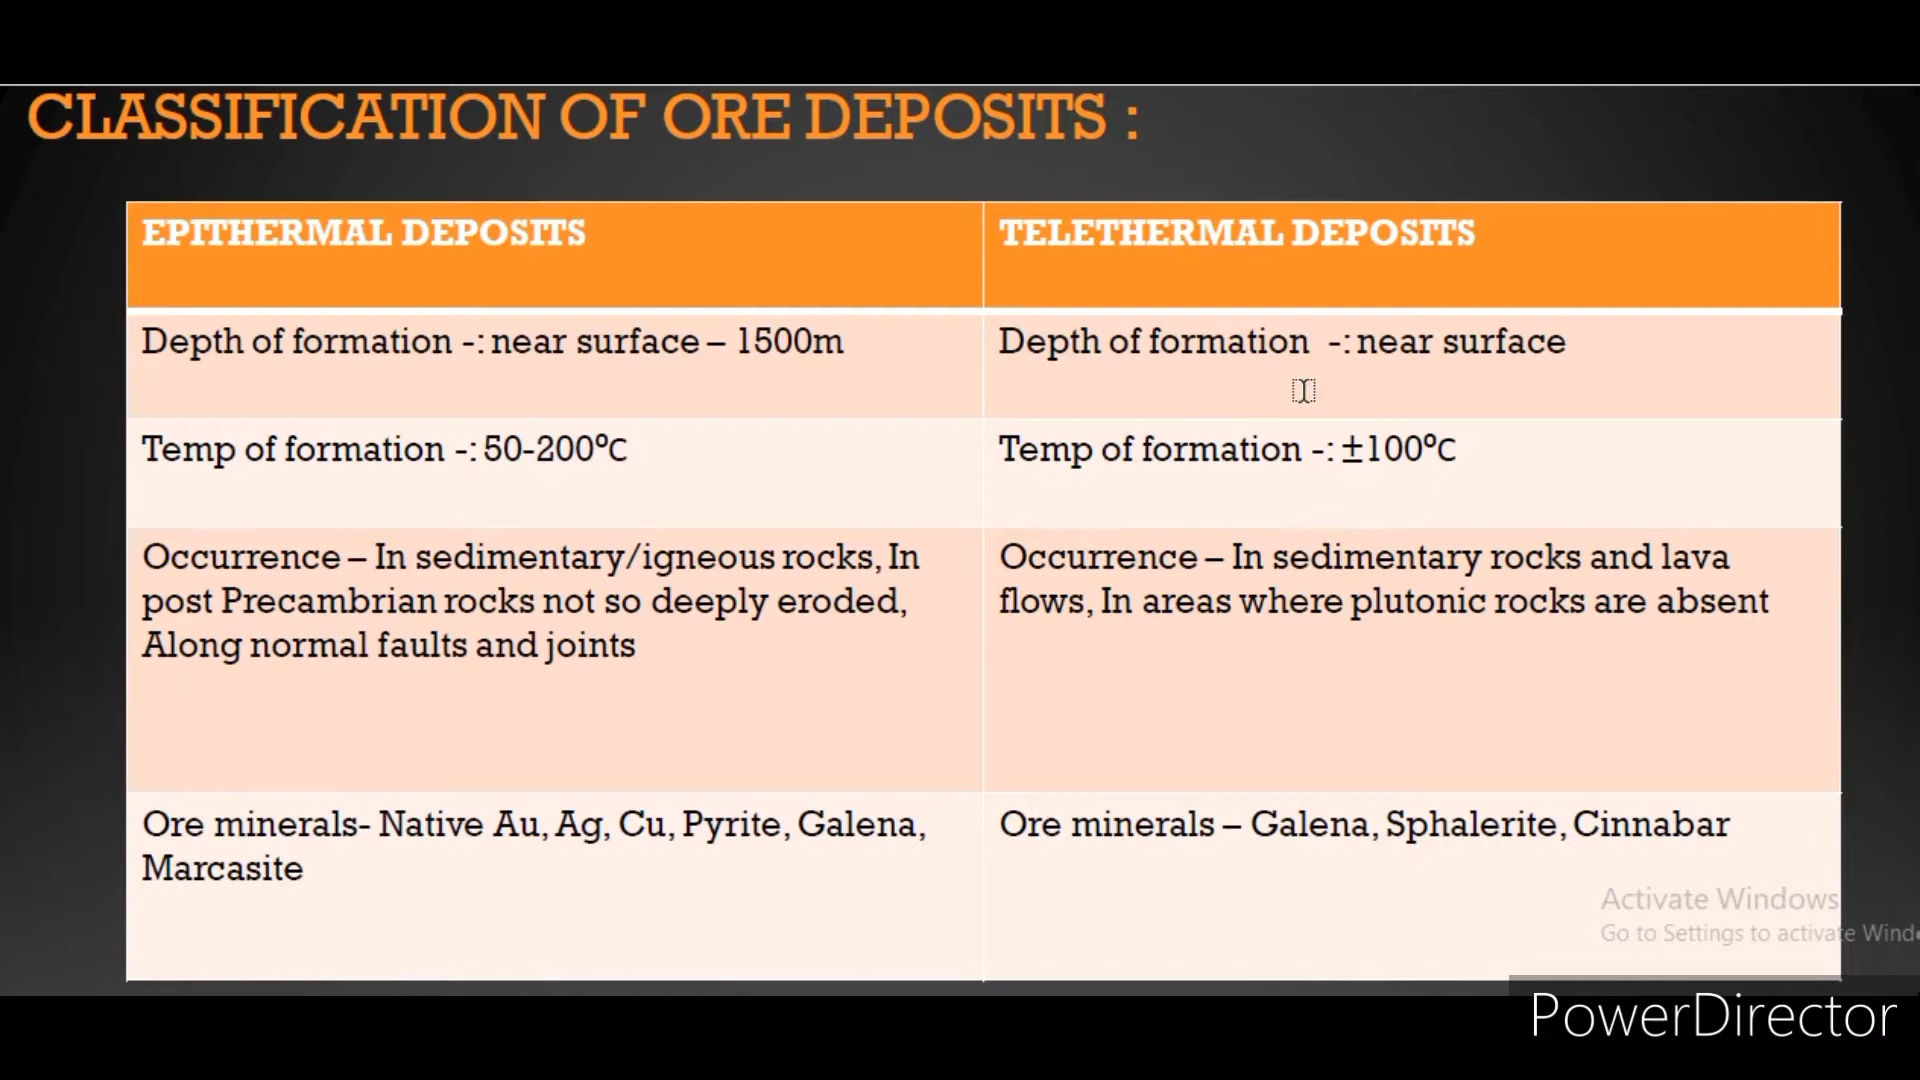 CLASSIFICATION OF ORE DEPOSITS :
EPITHERMAL DEPOSITS
TELETHERMAL DEPOSITS
Depth of formation -: near surface – 1500m
Depth of formation -: near surface
Temp of formation -: 50-200⁰C
Temp of formation -: ±100⁰C
Occurrence – In sedimentary/igneous rocks, In
post Precambrian rocks not so deeply eroded,
Along normal faults and joints
Occurrence – In sedimentary rocks and lava
flows, In areas where plutonic rocks are absent
Ore minerals- Native Au, Ag, Cu, Pyrite, Galena,
Marcasite
Ore minerals – Galena, Sphalerite, Cinnabar
Activate Windows
Go to Settings to activate Wind
PowerDirector